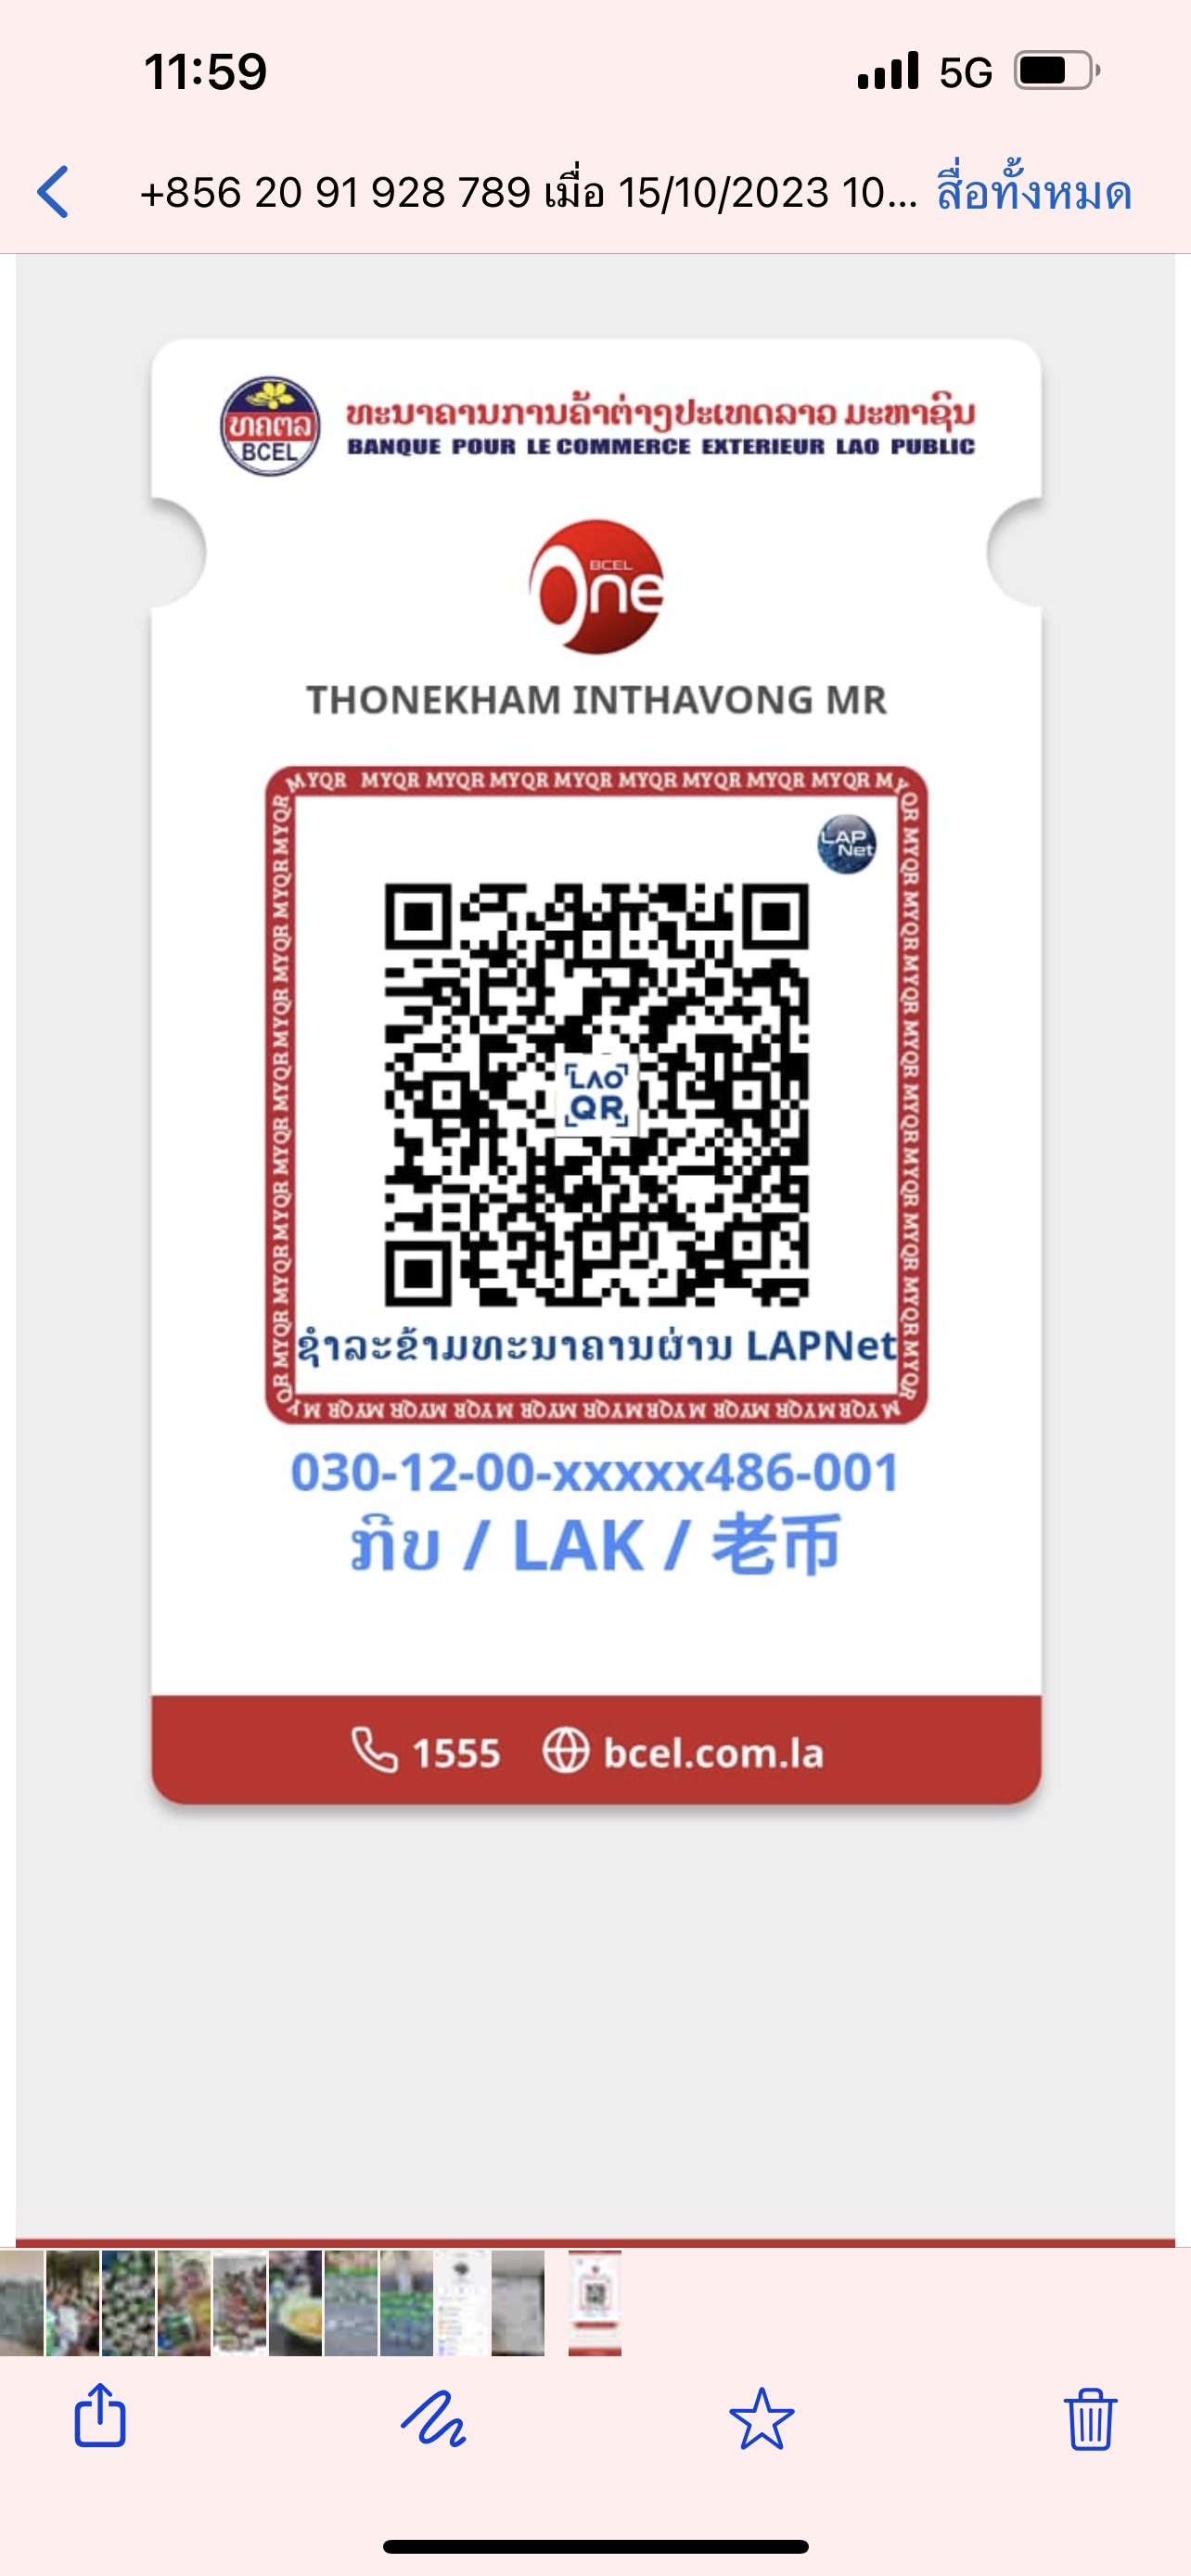 11:59
5G
+856 20 91 928 789 เมื่อ 15/10/2023 10...
สื่อทั้งหมด
ທຄຕລ
BCEL
ທະນາຄານການຄ້າຕ່າງປະເທດລາວ ມະຫາຊົນ
BANQUE POUR LE COMMERCE EXTERIEUR LAO PUBLIC
BCEL
One
THONEKHAM INTHAVONG MR
MYQR MYQR MYQR MYQR MYQR MYQR MYQR MYQR MYQR
LAP
Net
LAO
QR
ຊໍາລະຂ້າມທະນາຄານຜ່ານ LAPNet
030-12-00-xxxxx486-001
ກີບ / LAK / 老币
1555 bcel.com.la